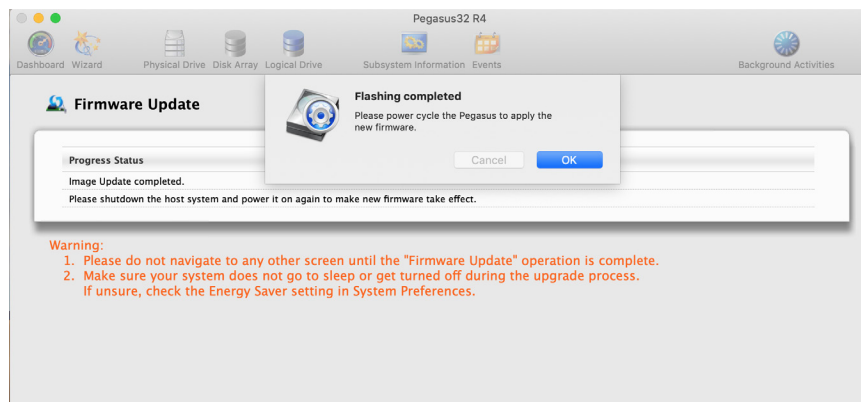 Pegasus32 R4
Dashboard Wizard Physical Drive Disk Array Logical Drive Subsystem Information Events Background Activities
Firmware Update
Flashing completed
Please power cycle the Pegasus to apply the
new firmware.
Cancel OK
Progress Status
Image Update completed.
Please shutdown the host system and power it on again to make new firmware take effect.
Warning:
1. Please do not navigate to any other screen until the "Firmware Update" operation is complete.
2. Make sure your system does not go to sleep or get turned off during the upgrade process.
If unsure, check the Energy Saver setting in System Preferences.